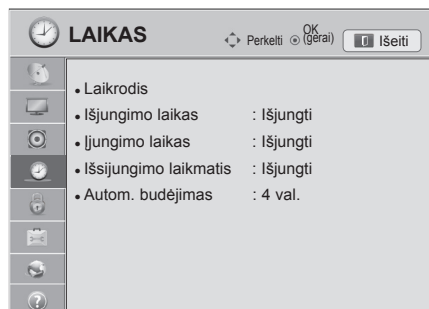 LAIKAS
Perkelti
OK
(gerai)
Išeiti
• Laikrodis
• Išjungimo laikas : Išjungti
• Įjungimo laikas : Išjungti
• Išsijungimo laikmatis : Išjungti
• Autom. budėjimas : 4 val.
?